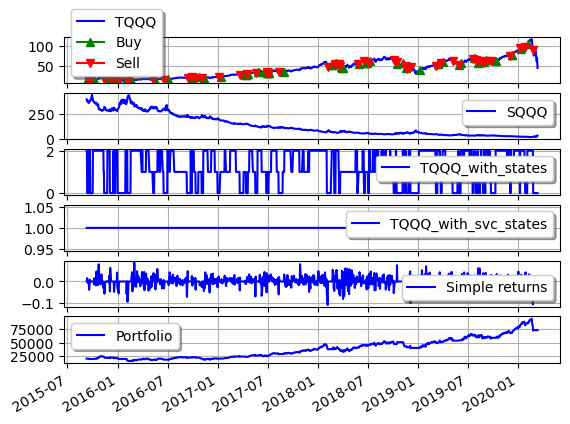 TQQQ
Buy
Sell
100
50
SQQQ
250
0
TQQQ_with_states
2
0
TQQQ_with_svc_states
1.05
1.00
0.95
Simple returns
0.0
−0.1
Portfolio
75000
50000
25000
2015-07 2016-01 2016-07 2017-01 2017-07 2018-01 2018-07 2019-01 2019-07 2020-01